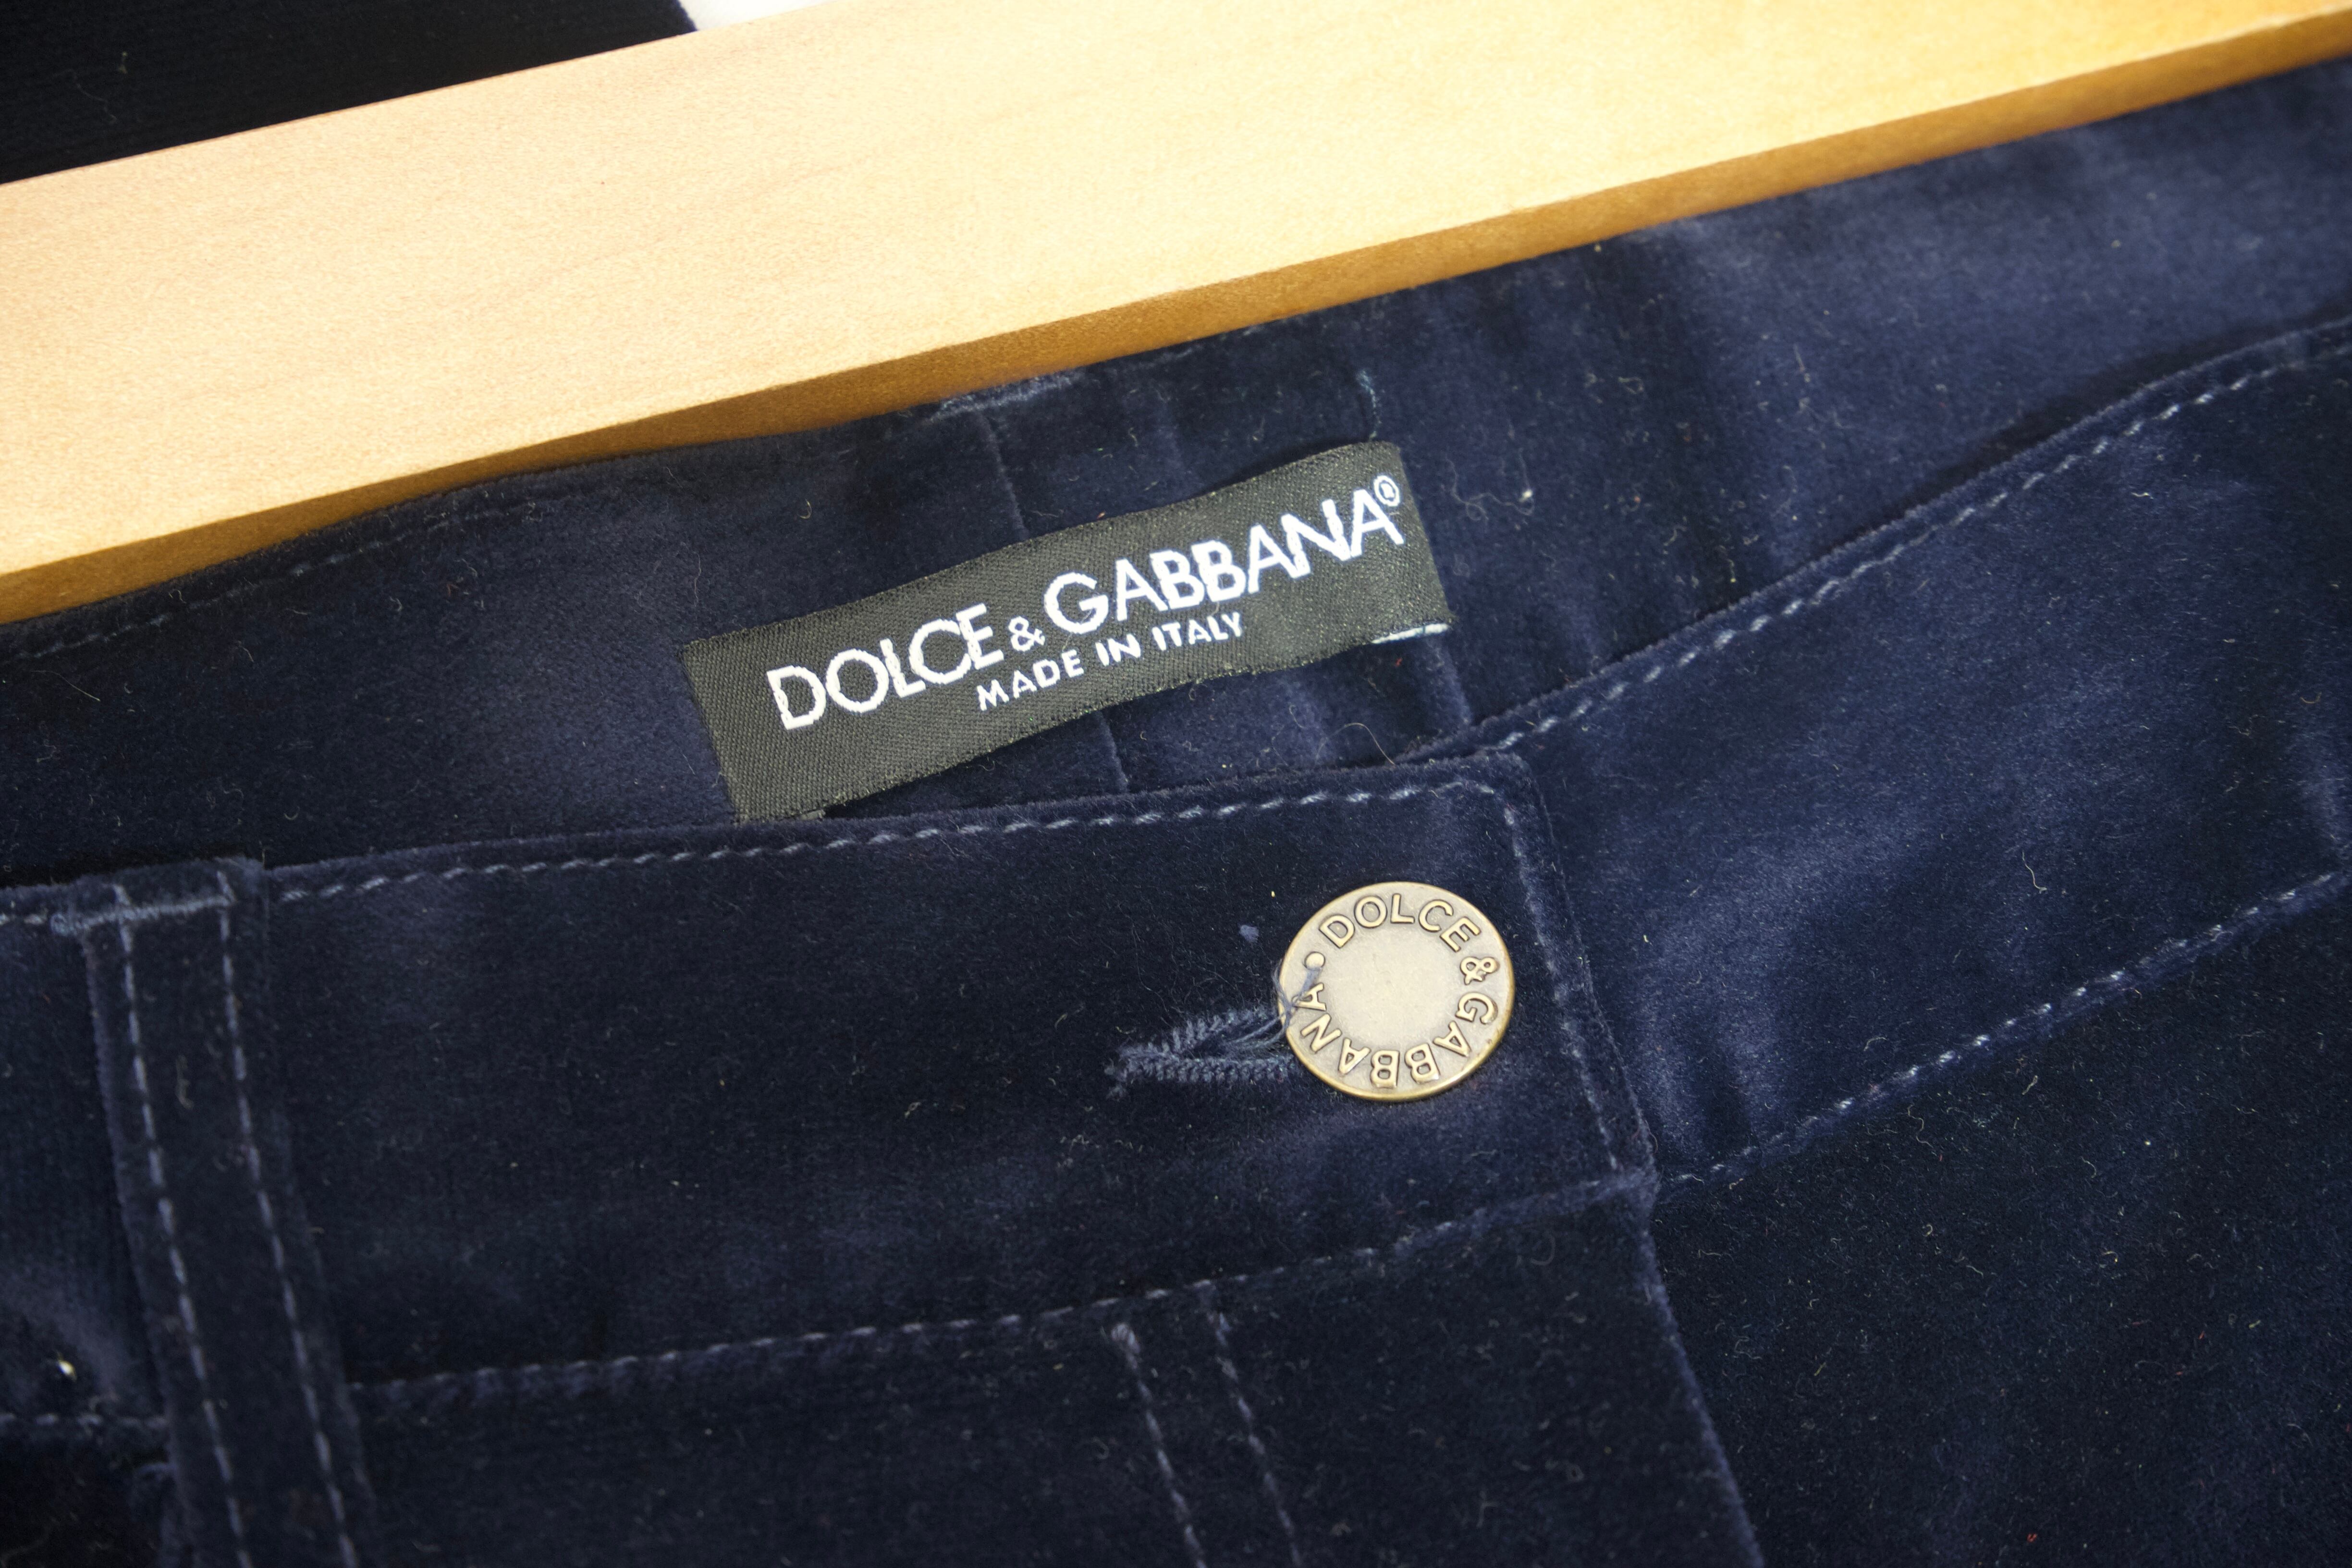 DOLCE & GABBANA®
MADE IN ITALY
DOLCE & GABBANA